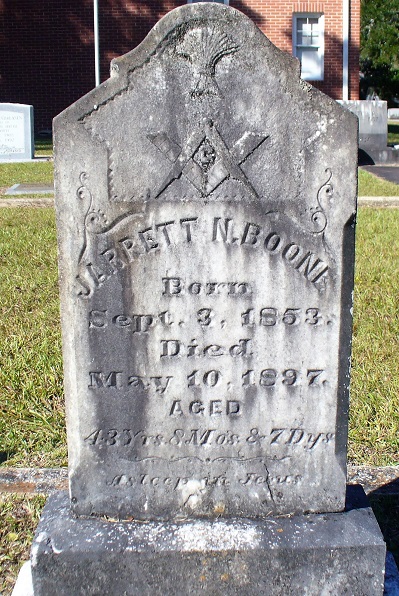 G
JARRETT N. BOONE
Born
Sept. 3, 1853.
Died
May 10, 1897.
AGED
43 Yrs 8 Mos & 7 Dys
Asleep in Jesus